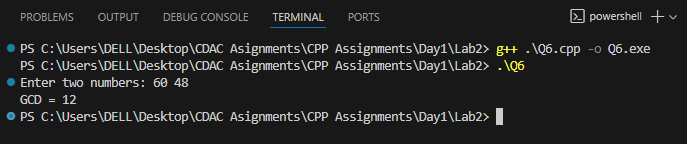 PROBLEMS OUTPUT DEBUG CONSOLE TERMINAL PORTS powershell
PS C:\Users\DELL\Desktop\CDAC Asignments\CPP Assignments\Day1\Lab2> g++ .\Q6.cpp -o Q6.exe
PS C:\Users\DELL\Desktop\CDAC Asignments\CPP Assignments\Day1\Lab2> .\Q6
Enter two numbers: 60 48
GCD = 12
PS C:\Users\DELL\Desktop\CDAC Asignments\CPP Assignments\Day1\Lab2>